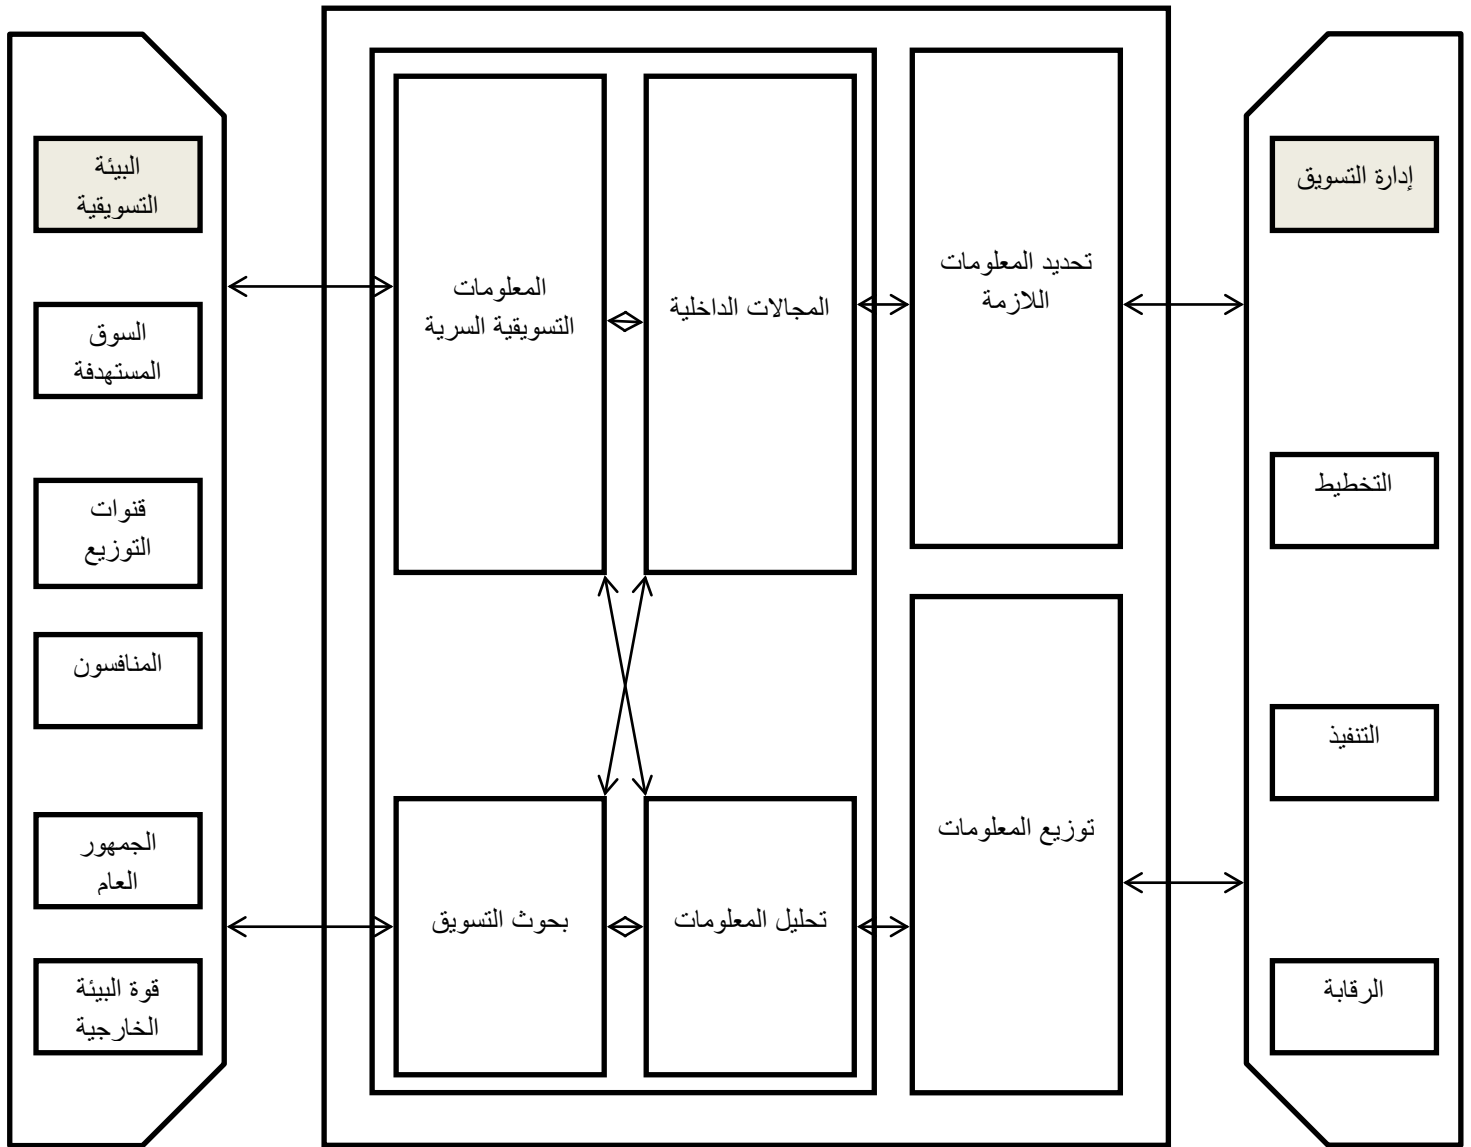 إدارة التسويق
التخطيط
التنفيذ
الرقابة
تحديد المعلومات
اللازمة
توزيع المعلومات
المجالات الداخلية
المعلومات
التسويقية السرية
تحليل المعلومات
بحوث التسويق
البيئة
التسويقية
السوق
المستهدفة
قنوات
التوزيع
المنافسون
الجمهور
العام
قوة البيئة
الخارجية